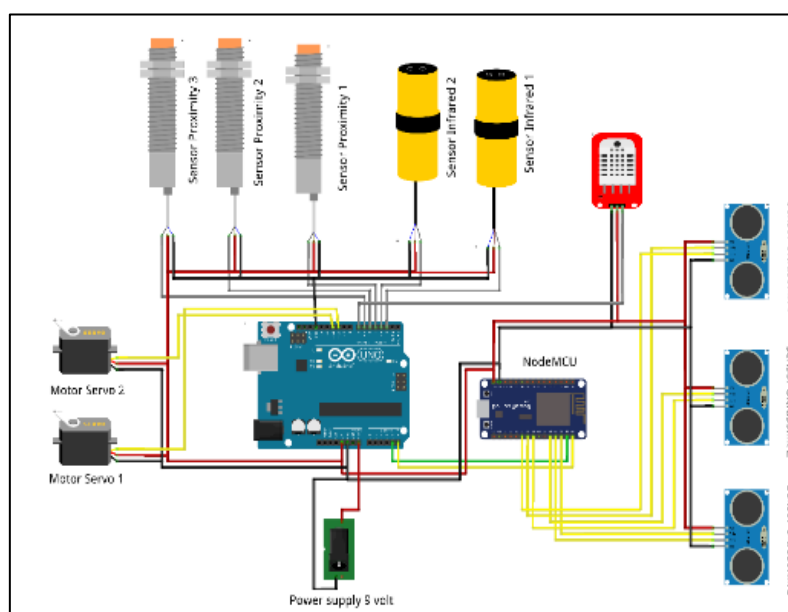 Sensor Proximity 3
Sensor Proximity 2
Sensor Proximity 1
Sensor Infrared 2
Sensor Infrared 1
Motor Servo 2
Motor Servo 1
UNO
NodeMCU
Power supply 9 volt